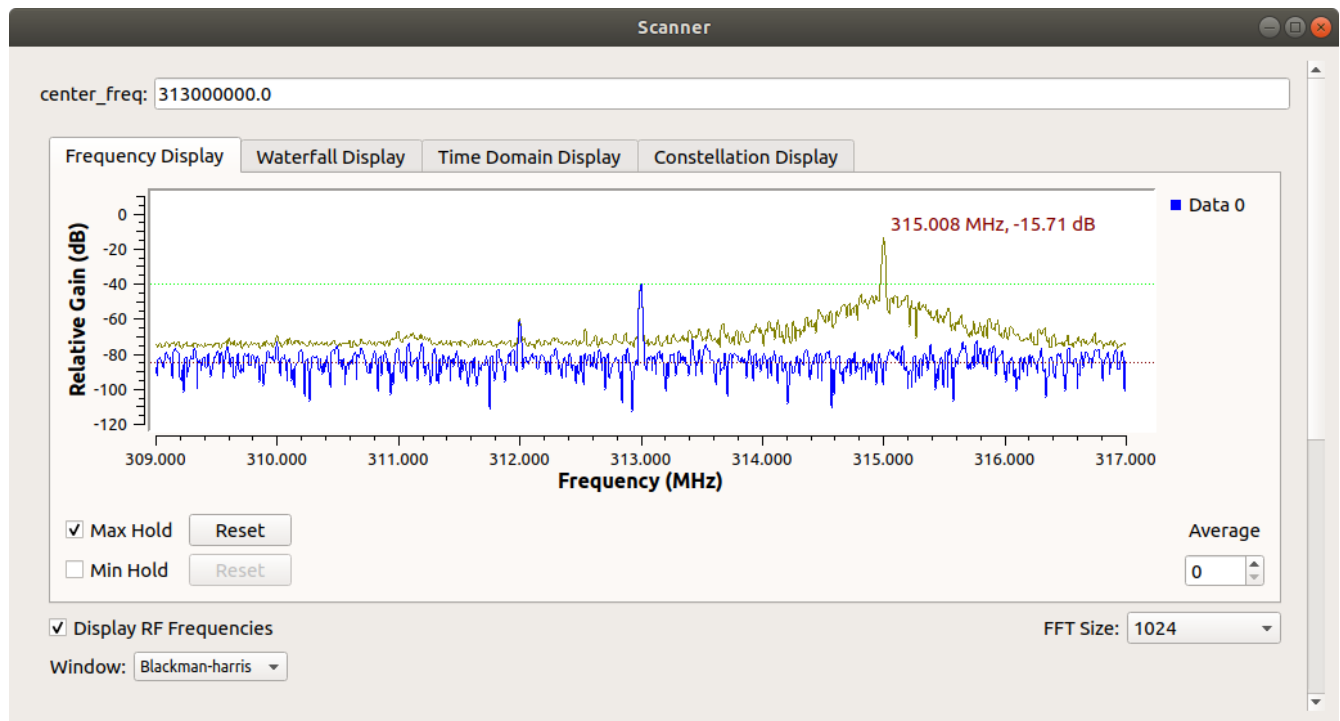 Scanner
center_freq: 313000000.0
Frequency Display Waterfall Display Time Domain Display Constellation Display
Data 0
315.008 MHz, -15.71 dB
Relative Gain (dB)
0
-20
-40
-60
-80
-100
-120
309.000 310.000 311.000 312.000 313.000 314.000 315.000 316.000 317.000
Frequency (MHz)
Max Hold Reset Average
Min Hold Reset 0
Display RF Frequencies FFT Size: 1024
Window: Blackman-harris